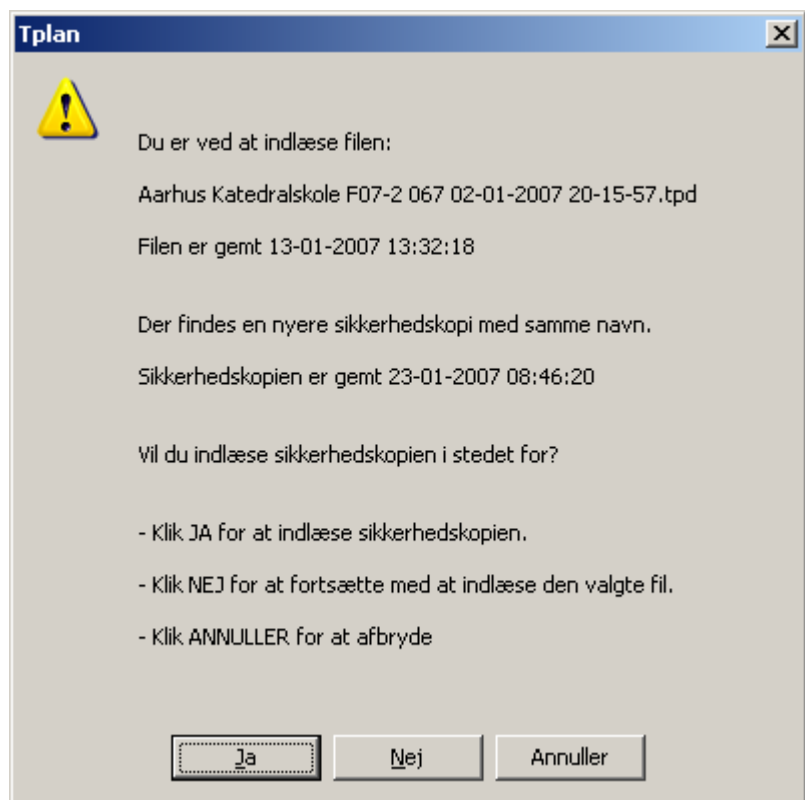 Tplan
Du er ved at indlæse filen:
Aarhus Katedralskole F07-2 067 02-01-2007 20-15-57.tpd
Filen er gemt 13-01-2007 13:32:18
Der findes en nyere sikkerhedskopi med samme navn.
Sikkerhedskopien er gemt 23-01-2007 08:46:20
Vil du indlæse sikkerhedskopien i stedet for?
- Klik JA for at indlæse sikkerhedskopien.
- Klik NEJ for at fortsætte med at indlæse den valgte fil.
- Klik ANNULLER for at afbryde
Ja Nej Annuller